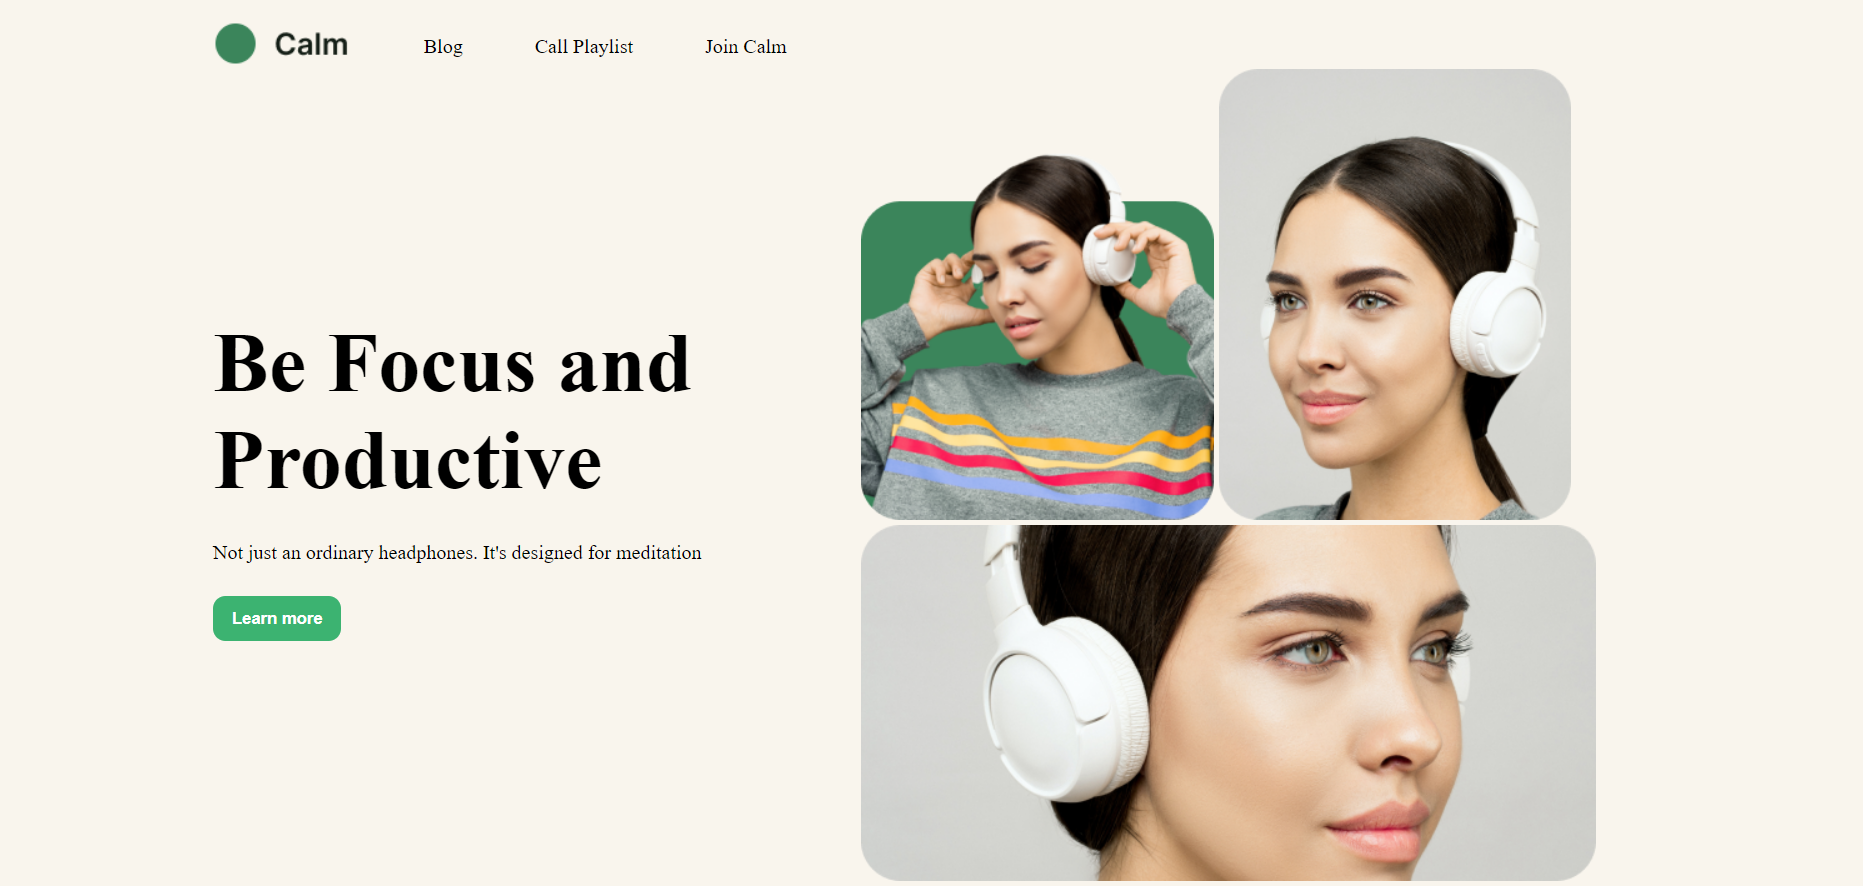 Calm
Blog
Call Playlist
Join Calm
Be Focus and
Productive
Not just an ordinary headphones. It's designed for meditation
Learn more